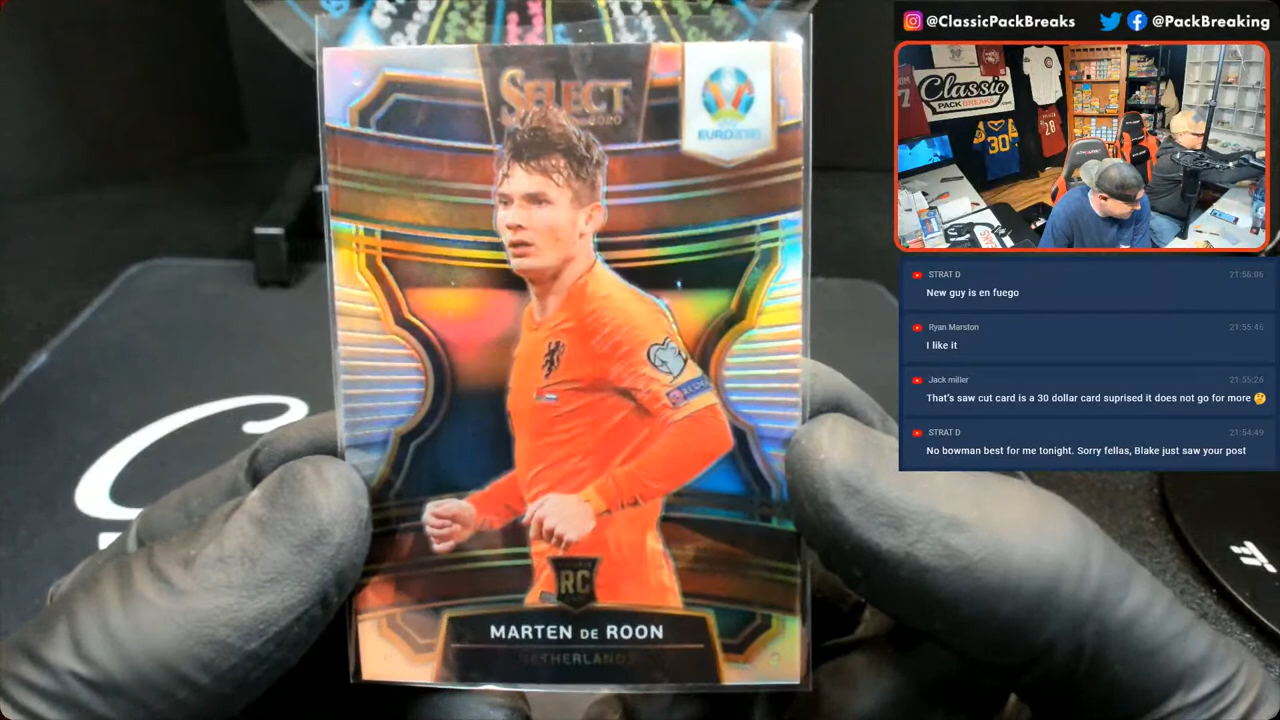 @ClassicPackBreaks @PackBreaking
SELECT
2020
EURO2020
RC
MARTEN DE ROON
NETHERLANDS
Classic
PACK BREAKS
30
28
7
STRAT D 21:56:06
New guy is en fuego
Ryan Marston 21:55:46
I like it
Jack miller 21:55:26
That's saw cut card is a 30 dollar card suprised it does not go for more 🤔
STRAT D 21:54:49
No bowman best for me tonight. Sorry fellas, Blake just saw your post